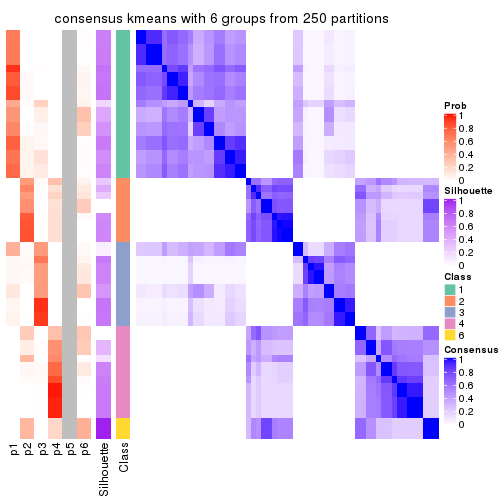 consensus kmeans with 6 groups from 250 partitions
Prob
1
0.8
0.6
0.4
0.2
0
Silhouette
1
0.8
0.6
0.4
0.2
0
Class
1
2
3
4
6
Consensus
1
0.8
0.6
0.4
0.2
0
p1
p2
p3
p4
p5
p6
Silhouette
Class